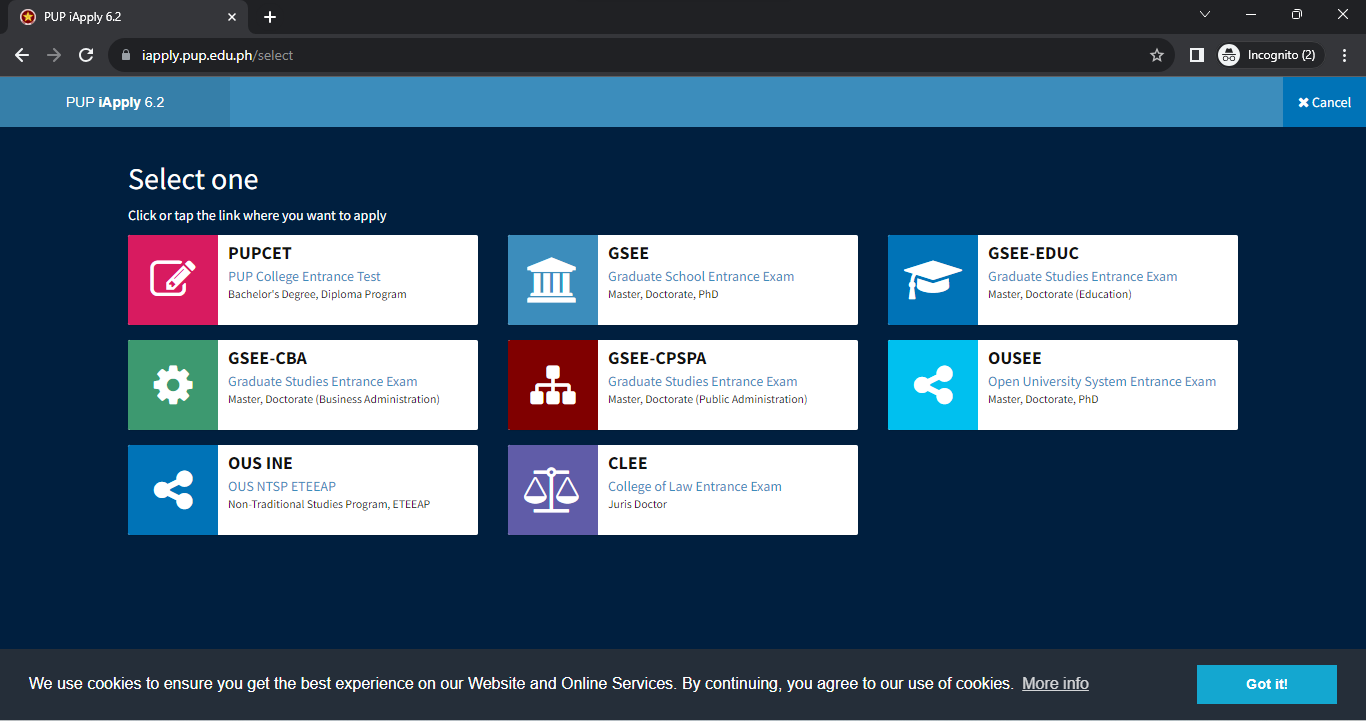 PUP iApply 6.2
iapply.pup.edu.ph/select
Incognito (2)
PUP iApply 6.2
Cancel
Select one
Click or tap the link where you want to apply
PUPCET
PUP College Entrance Test
Bachelor's Degree, Diploma Program
GSEE
Graduate School Entrance Exam
Master, Doctorate, PhD
GSEE-EDUC
Graduate Studies Entrance Exam
Master, Doctorate (Education)
GSEE-CBA
Graduate Studies Entrance Exam
Master, Doctorate (Business Administration)
GSEE-CPSPA
Graduate Studies Entrance Exam
Master, Doctorate (Public Administration)
OUSEE
Open University System Entrance Exam
Master, Doctorate, PhD
OUS INE
OUS NTSP ETEEAP
Non-Traditional Studies Program, ETEEAP
CLEE
College of Law Entrance Exam
Juris Doctor
We use cookies to ensure you get the best experience on our Website and Online Services. By continuing, you agree to our use of cookies. More info
Got it!